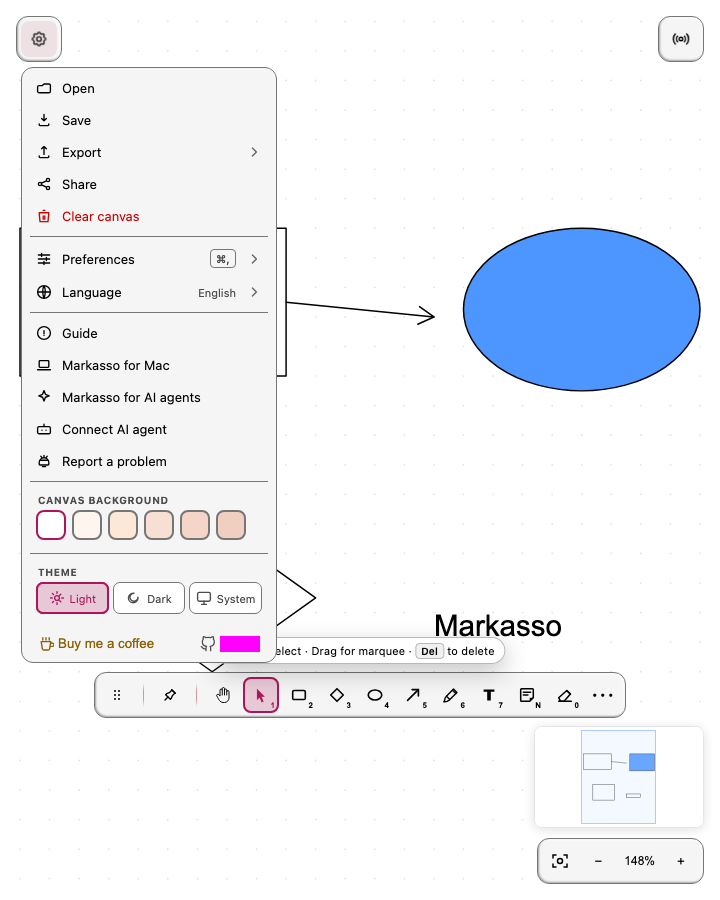 Open
Save
Export
Share
Clear canvas
Preferences ⌘,
Language English
Guide
Markasso for Mac
Markasso for AI agents
Connect AI agent
Report a problem
CANVAS BACKGROUND
THEME
Light Dark System
Buy me a coffee
Markasso
elect · Drag for marquee · Del to delete
1 2 3 4 5 6 T 7 N 0
− 148% +